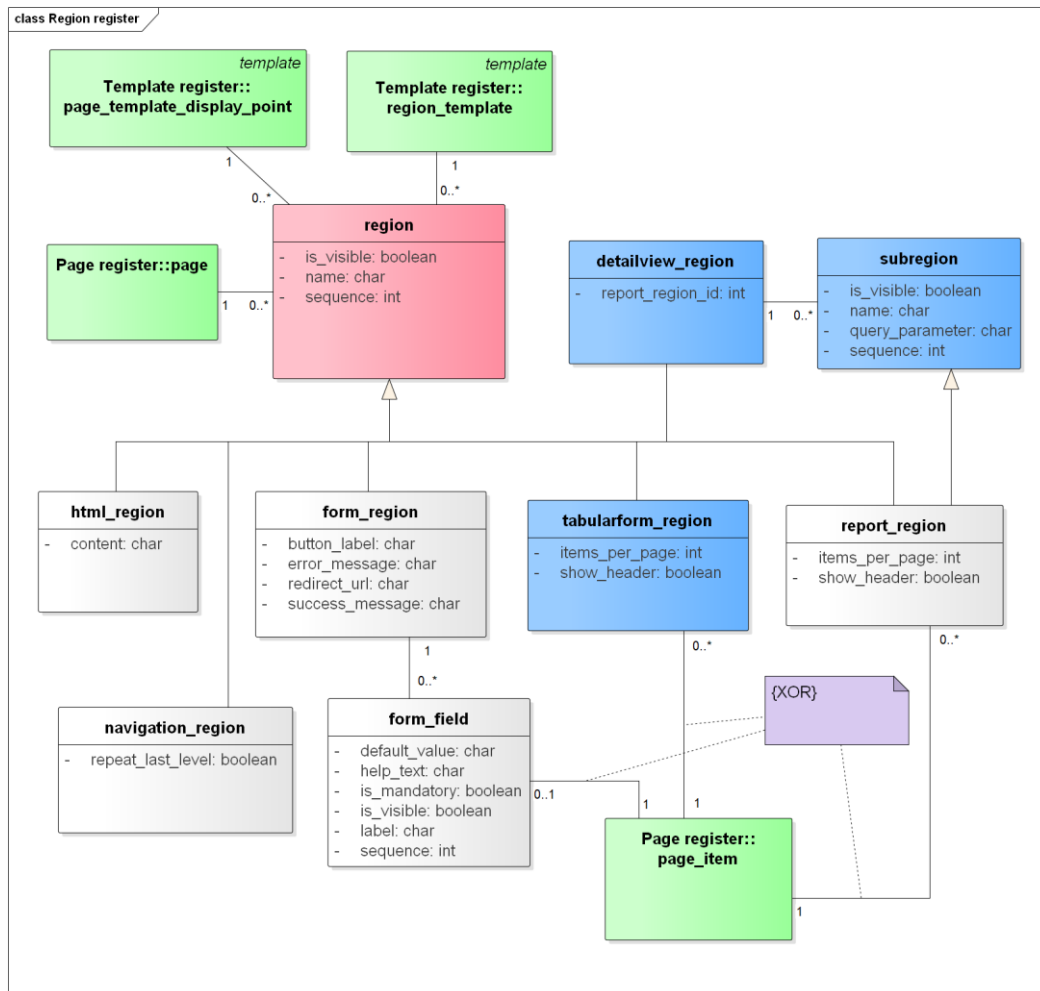 class Region register
template
Template register::
page_template_display_point
template
Template register::
region_template
1
0..*
1
0..*
region
- is_visible: boolean
- name: char
- sequence: int
Page register::page
1
0..*
detailview_region
- report_region_id: int
1
0..*
subregion
- is_visible: boolean
- name: char
- query_parameter: char
- sequence: int
html_region
- content: char
form_region
- button_label: char
- error_message: char
- redirect_url: char
- success_message: char
tabularform_region
- items_per_page: int
- show_header: boolean
report_region
- items_per_page: int
- show_header: boolean
1
0..*
0..*
0..*
navigation_region
- repeat_last_level: boolean
form_field
- default_value: char
- help_text: char
- is_mandatory: boolean
- is_visible: boolean
- label: char
- sequence: int
{XOR}
0..1
1
1
Page register::
page_item
1